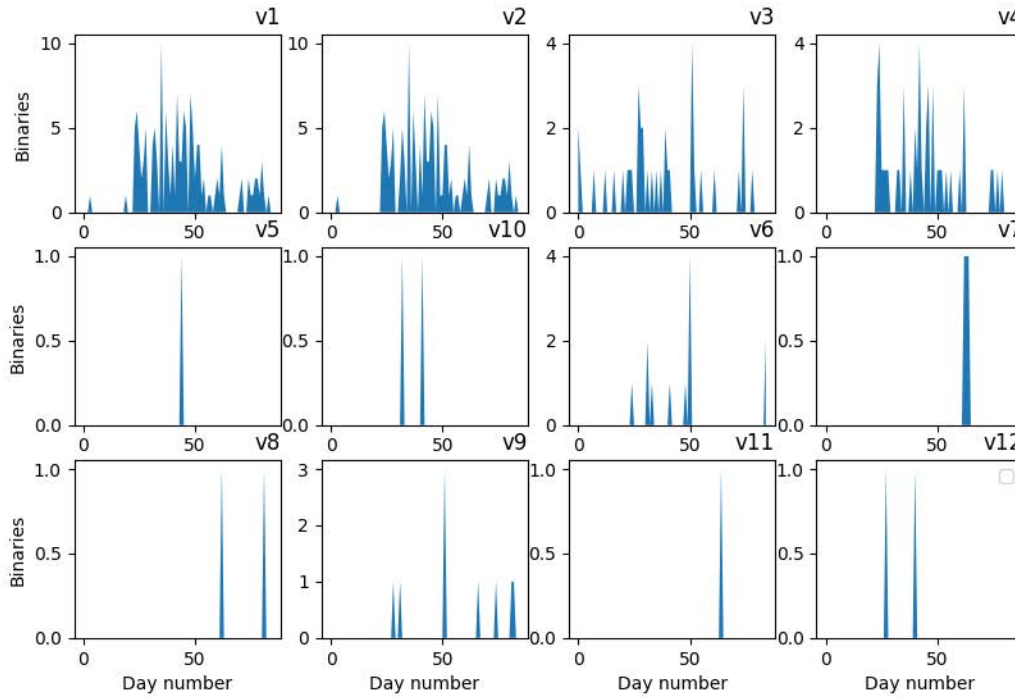 v1 v2 v3 v4
10 10 4 4
Binaries
5 5 2 2
0 0 0 0
0 50 0 50 0 50 0 50
v5 v10 v6 v7
1.0 1.0 4 1.0
Binaries
0.5 0.5 2 0.5
0.0 0.0 0 0.0
0 50 0 50 0 50 0 50
v8 v9 v11 v12
1.0 3 1.0 1.0
2
Binaries
0.5 0.5 0.5
1
0.0 0 0.0 0.0
0 50 0 50 0 50 0 50
Day number Day number Day number Day number